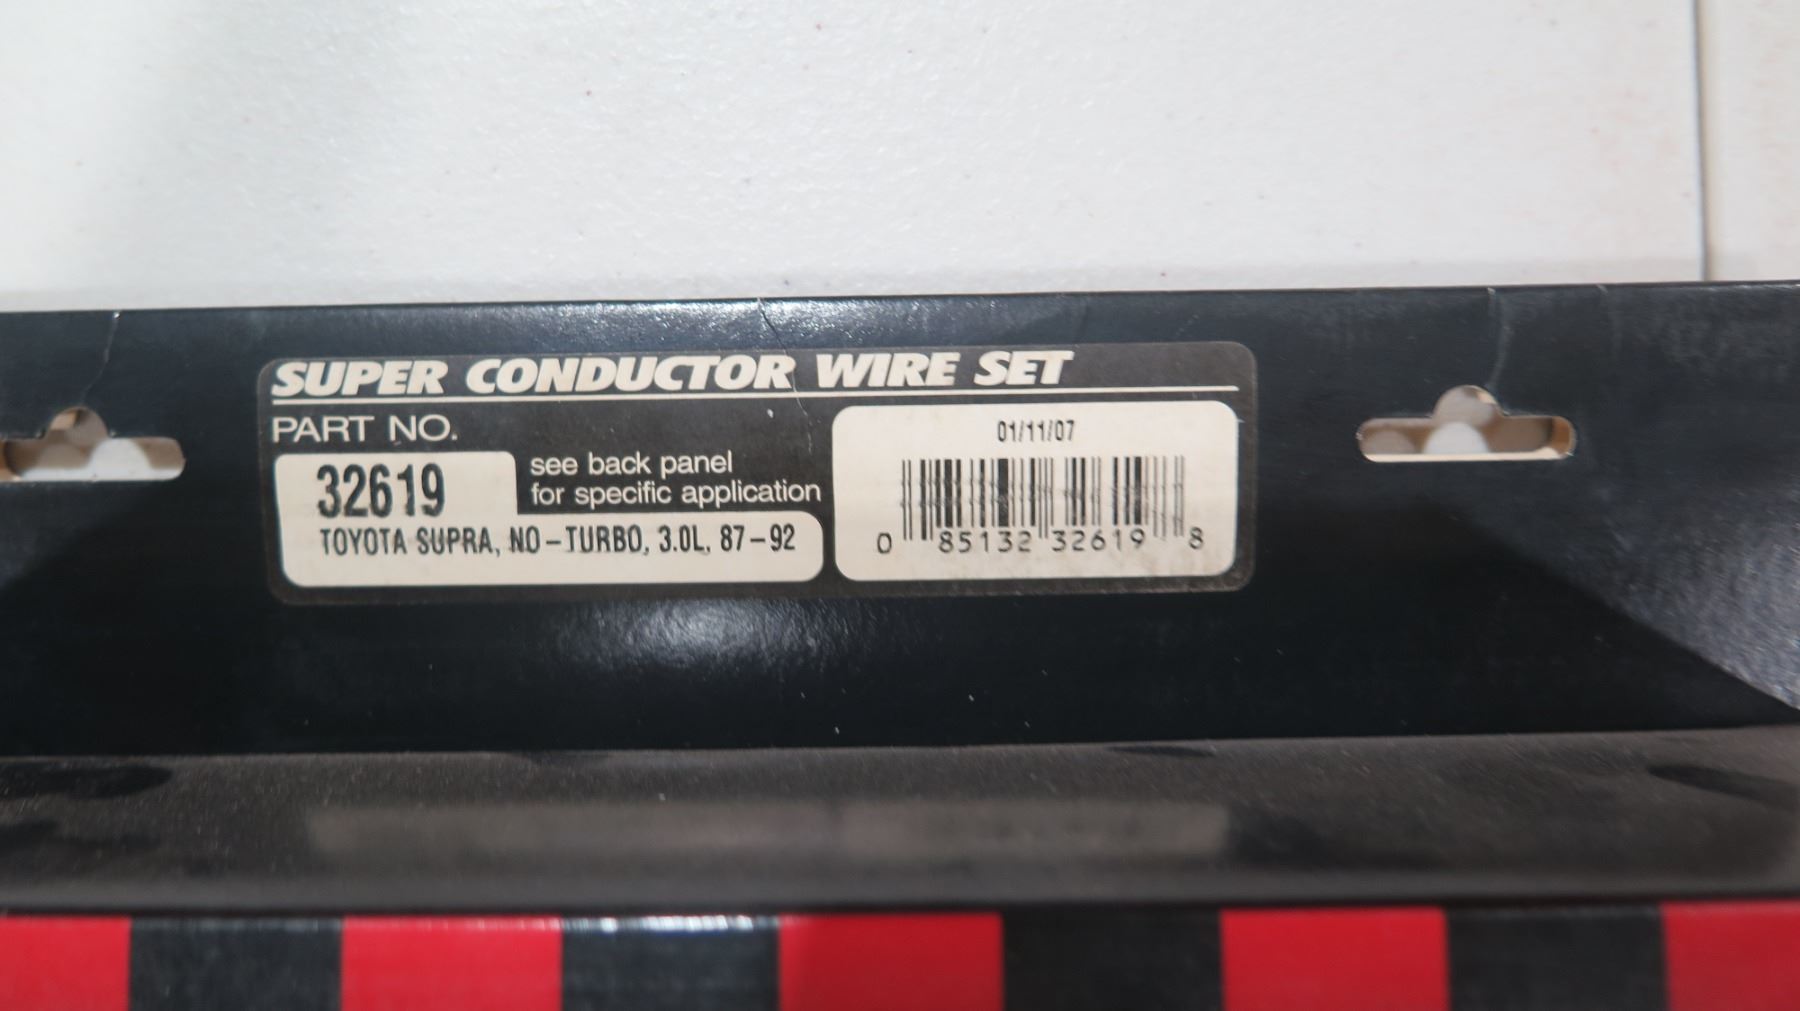 SUPER CONDUCTOR WIRE SET
PART NO.
32619
see back panel
for specific application
TOYOTA SUPRA, NO-TURBO, 3.0L, 87-92
01/11/07
0 85132 32619 8